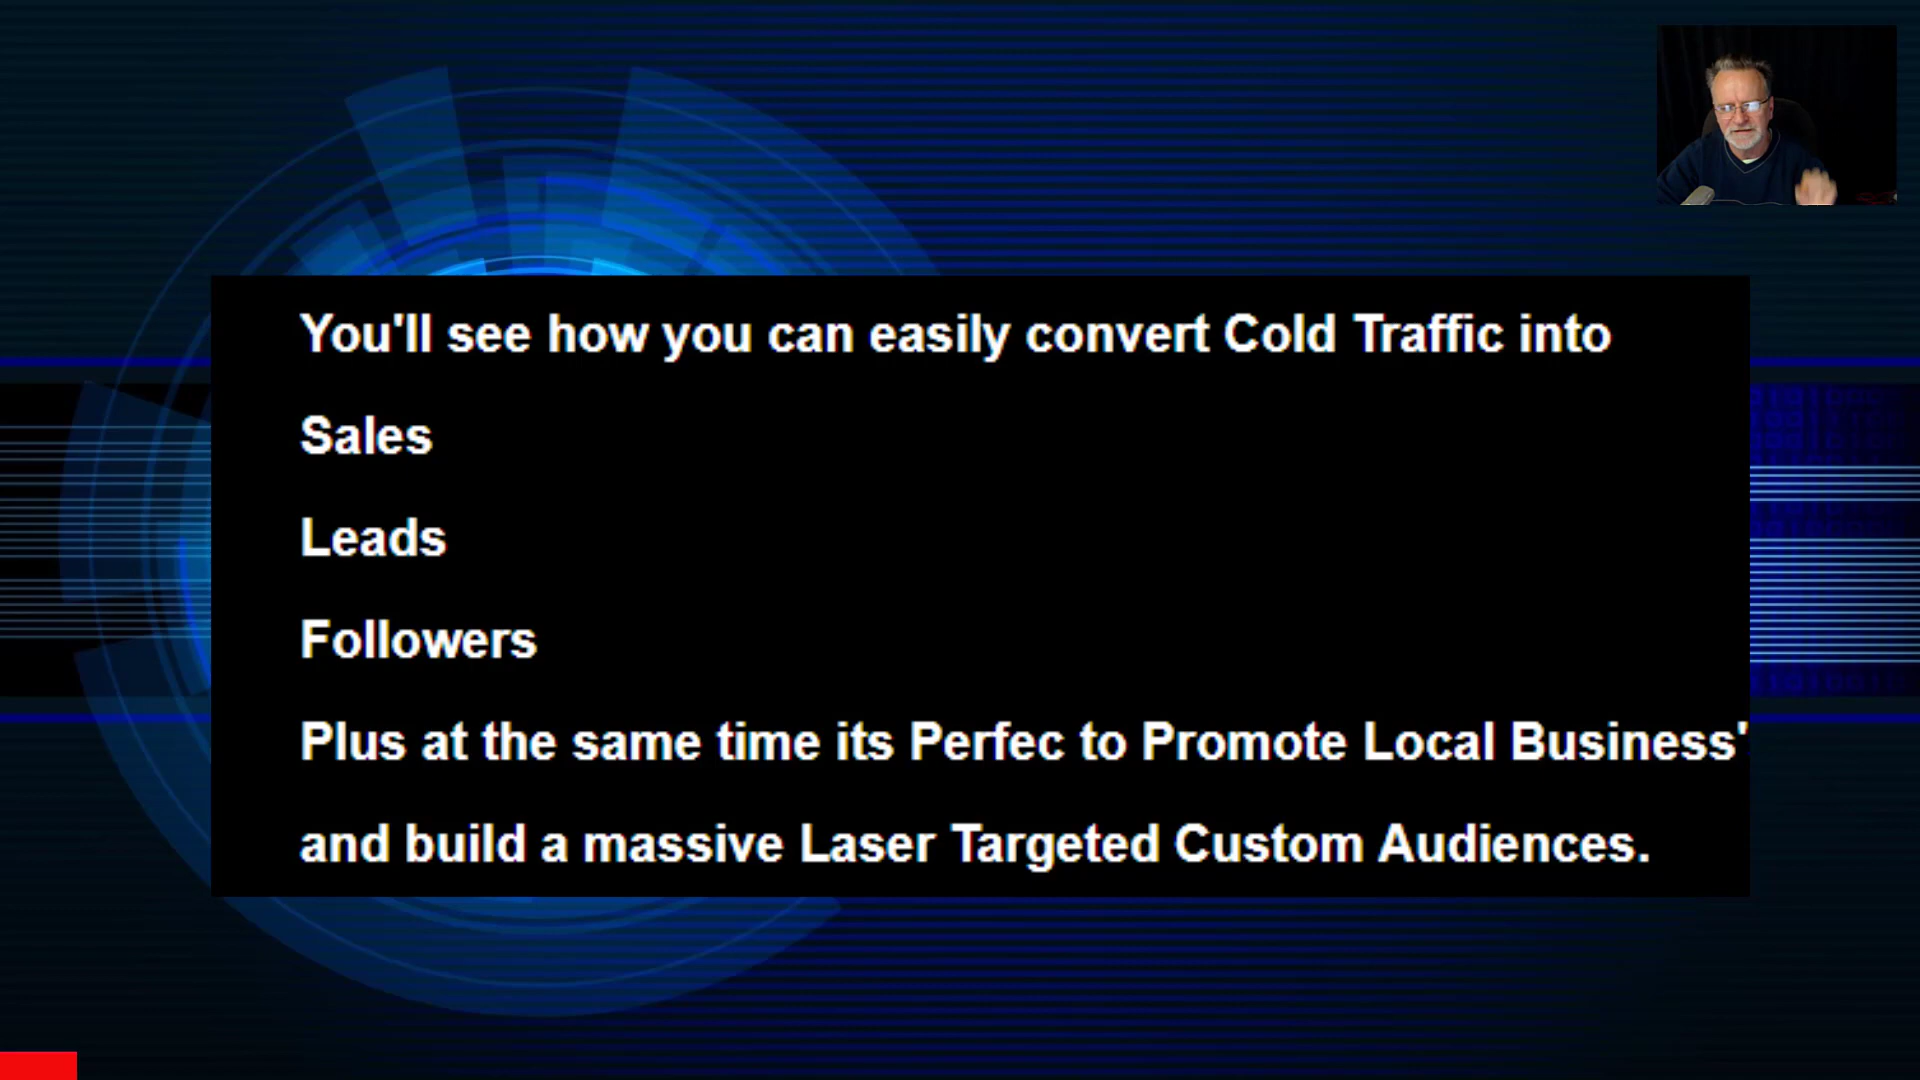 You'll see how you can easily convert Cold Traffic into
Sales
Leads
Followers
Plus at the same time its Perfec to Promote Local Business'
and build a massive Laser Targeted Custom Audiences.